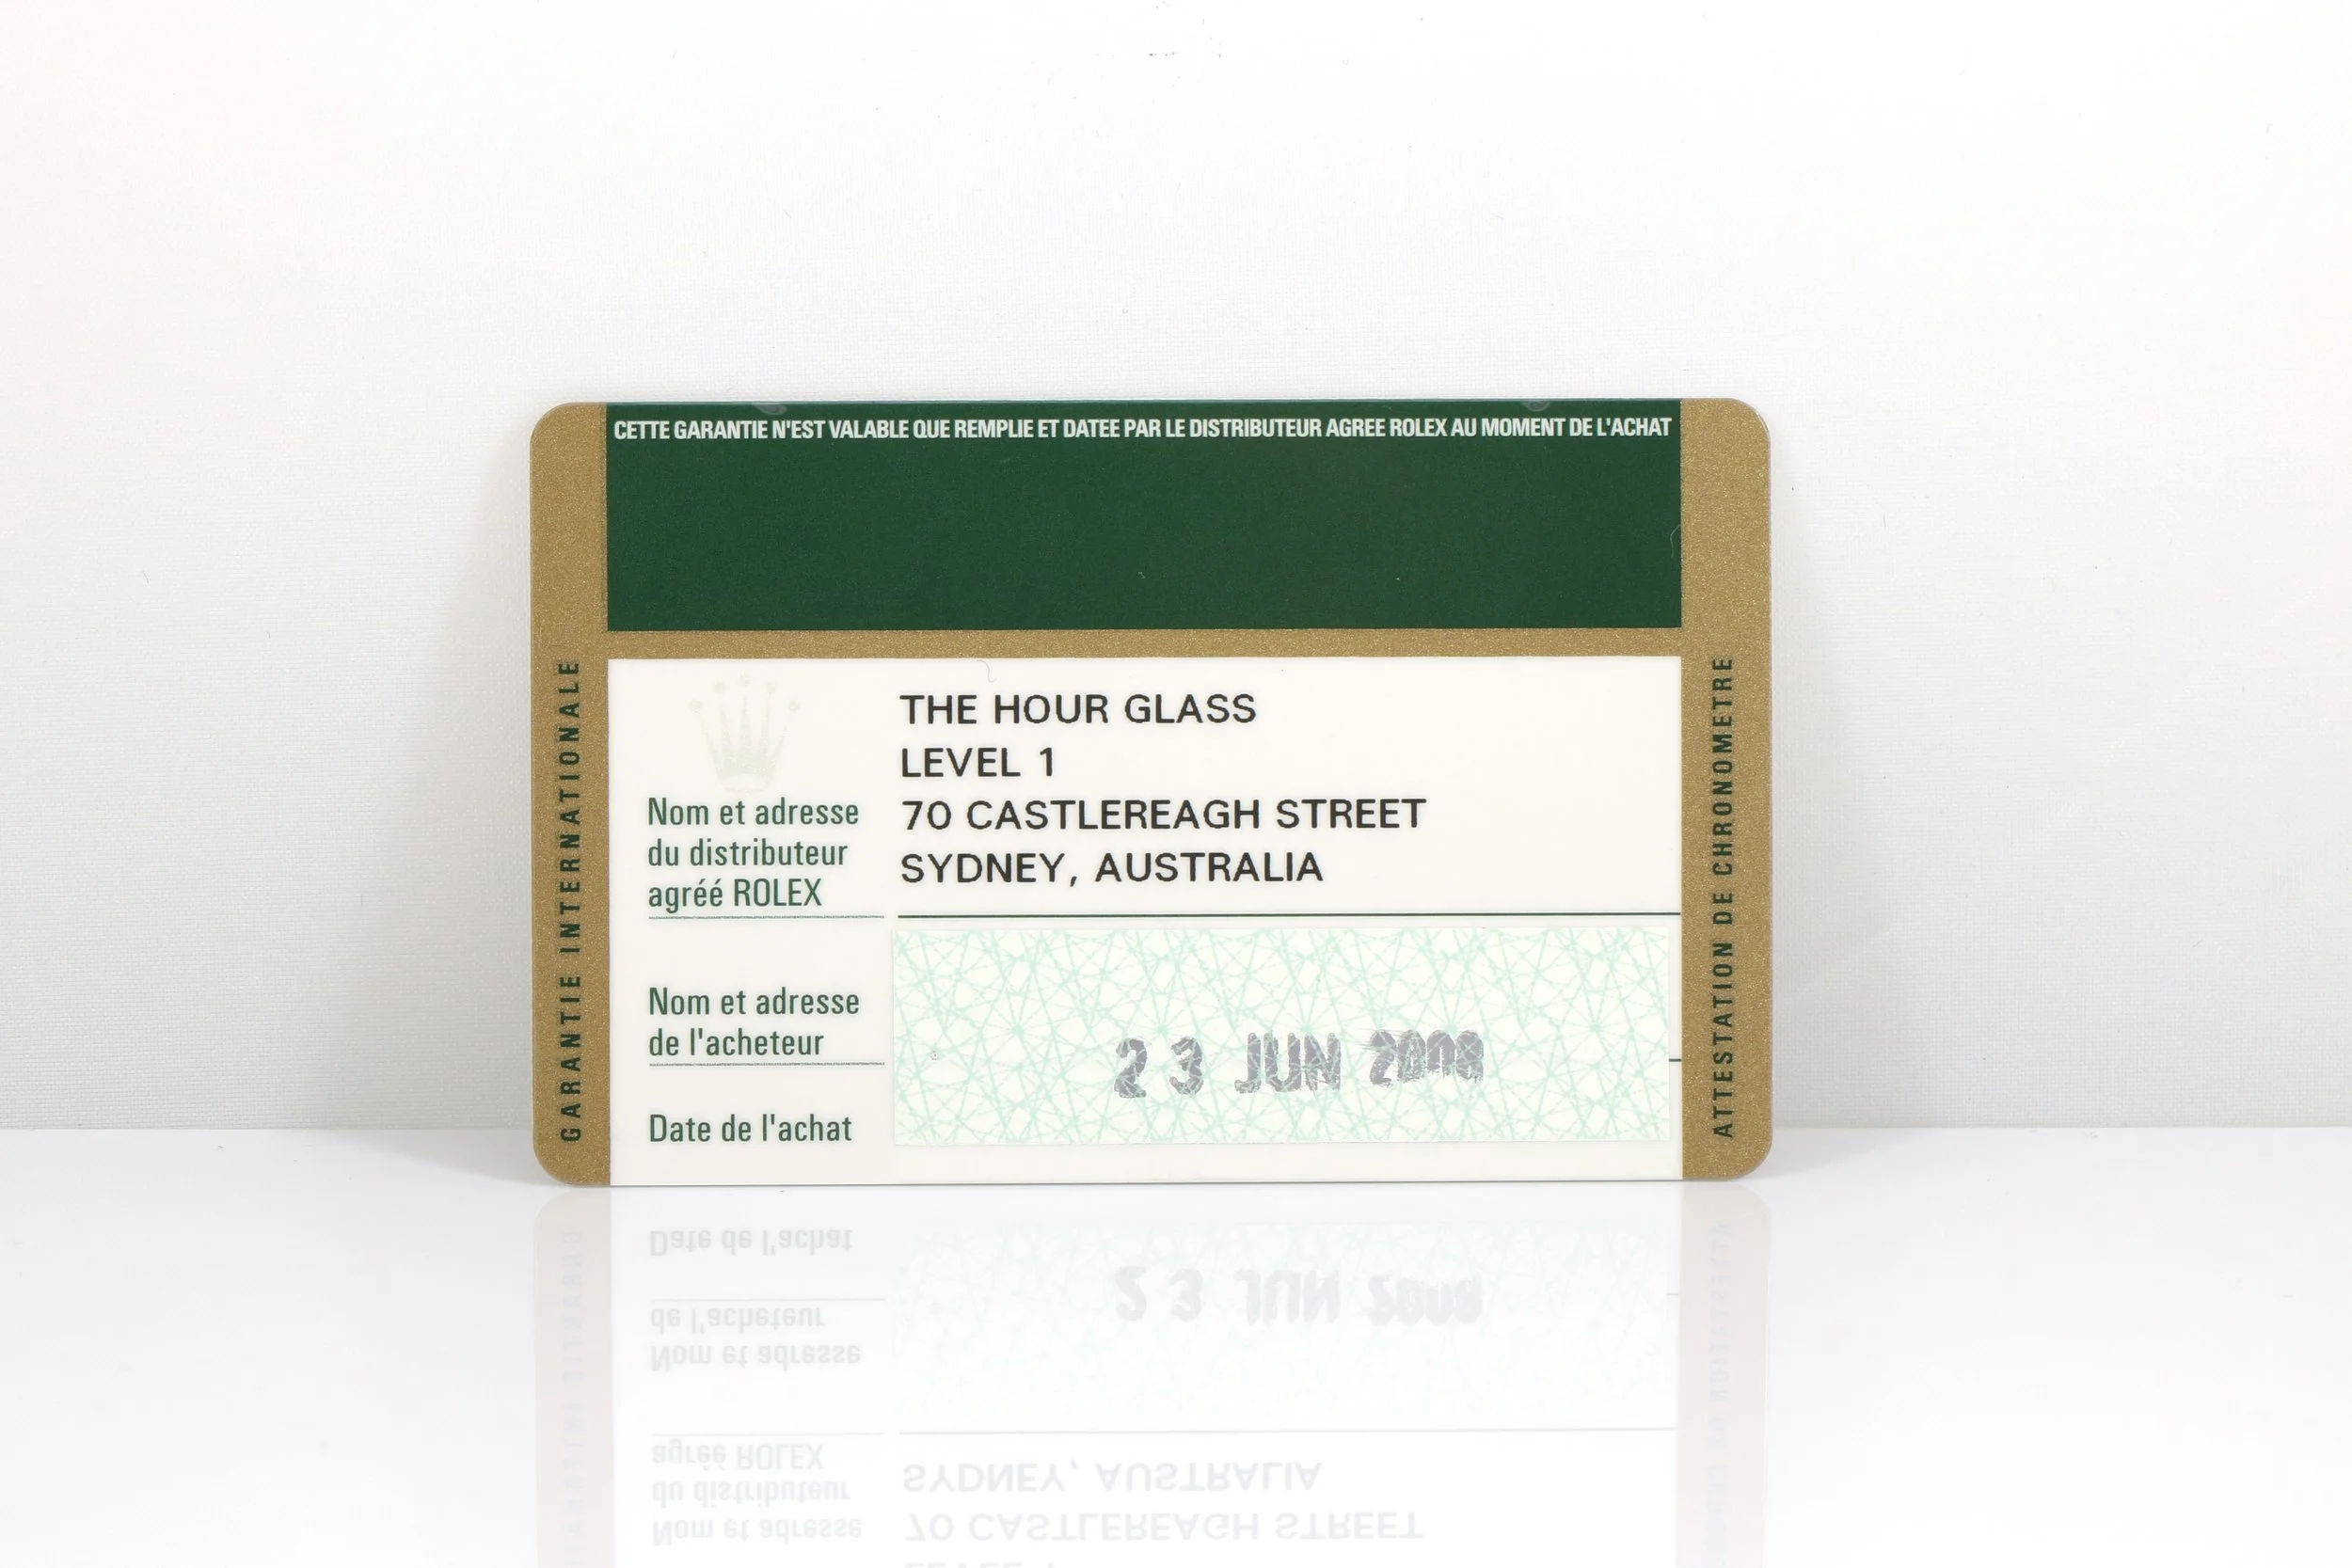 CETTE GARANTIE N'EST VALABLE QUE REMPLIE ET DATEE PAR LE DISTRIBUTEUR AGREE ROLEX AU MOMENT DE L'ACHAT
GARANTIE INTERNATIONALE
THE HOUR GLASS
LEVEL 1
70 CASTLEREAGH STREET
SYDNEY, AUSTRALIA
Nom et adresse
du distributeur
agréé ROLEX
Nom et adresse
de l'acheteur
23 JUN 2008
Date de l'achat
ATTESTATION DE CHRONOMETRE